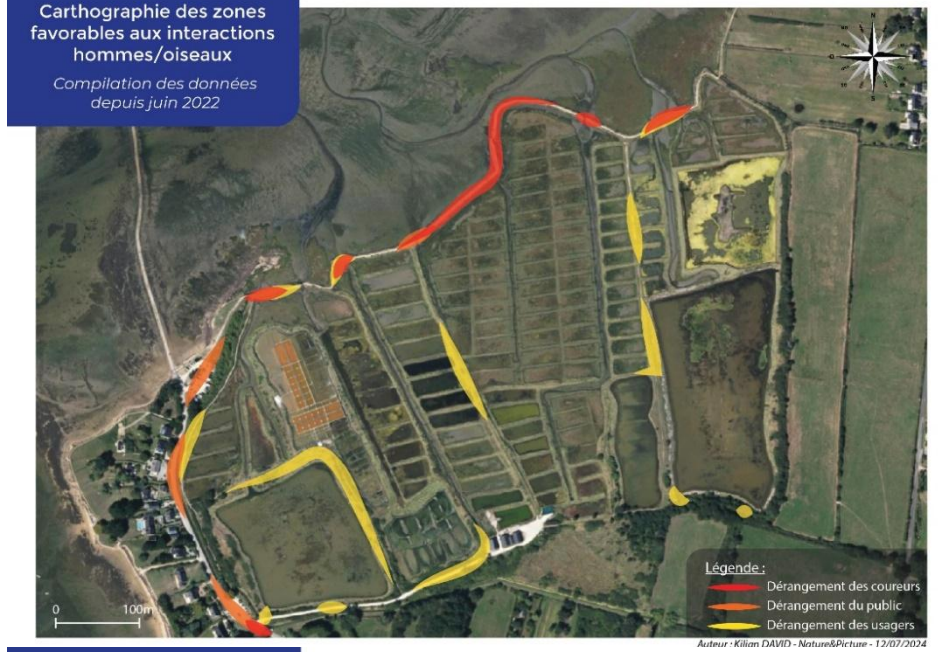 Carthographie des zones
favorables aux interactions
hommes/oiseaux
Compilation des données
depuis juin 2022
N
0 100m
Légende :
Dérangement des coureurs
Dérangement du public
Dérangement des usagers
Auteur : Kilian DAVID - Nature&Picture - 12/07/2024